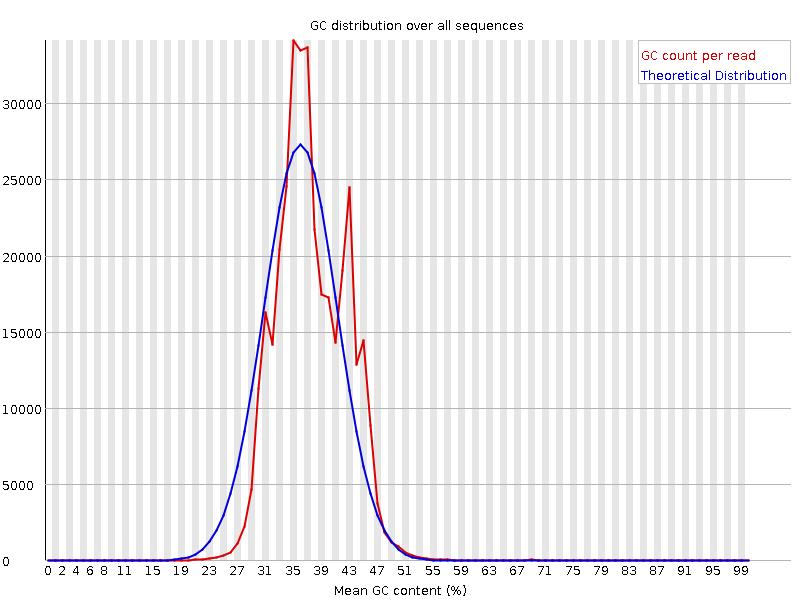 GC distribution over all sequences
GC count per read
Theoretical Distribution
30000
25000
20000
15000
10000
5000
0
0 2 4 6 8 11 15 19 23 27 31 35 39 43 47 51 55 59 63 67 71 75 79 83 87 91 95 99
Mean GC content (%)